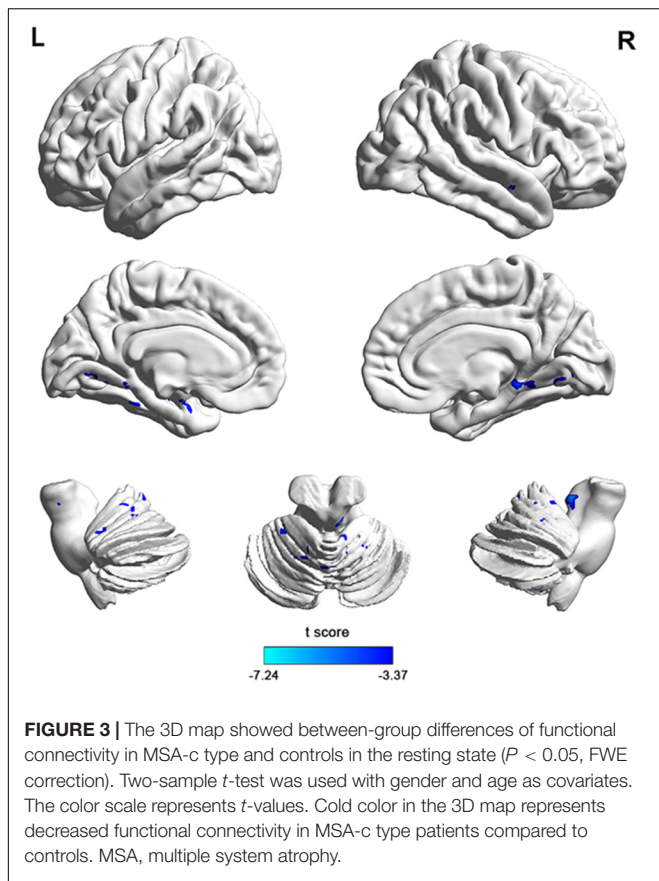 L
R
t score
-7.24
-3.37
FIGURE 3 | The 3D map showed between-group differences of functional
connectivity in MSA-c type and controls in the resting state (P < 0.05, FWE
correction). Two-sample t-test was used with gender and age as covariates.
The color scale represents t-values. Cold color in the 3D map represents
decreased functional connectivity in MSA-c type patients compared to
controls. MSA, multiple system atrophy.